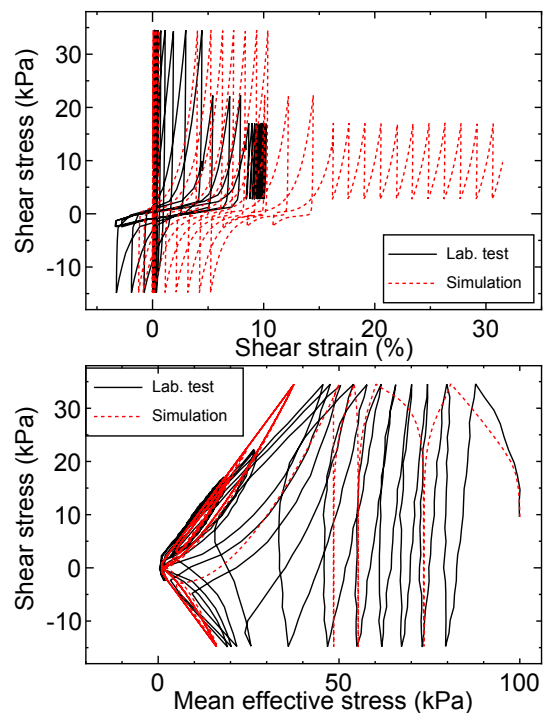 30
20
10
0
-10
Shear stress (kPa)
Lab. test
Simulation
0 10 20 30
Shear strain (%)
Lab. test
Simulation
30
20
10
0
-10
Shear stress (kPa)
0 50 100
Mean effective stress (kPa)